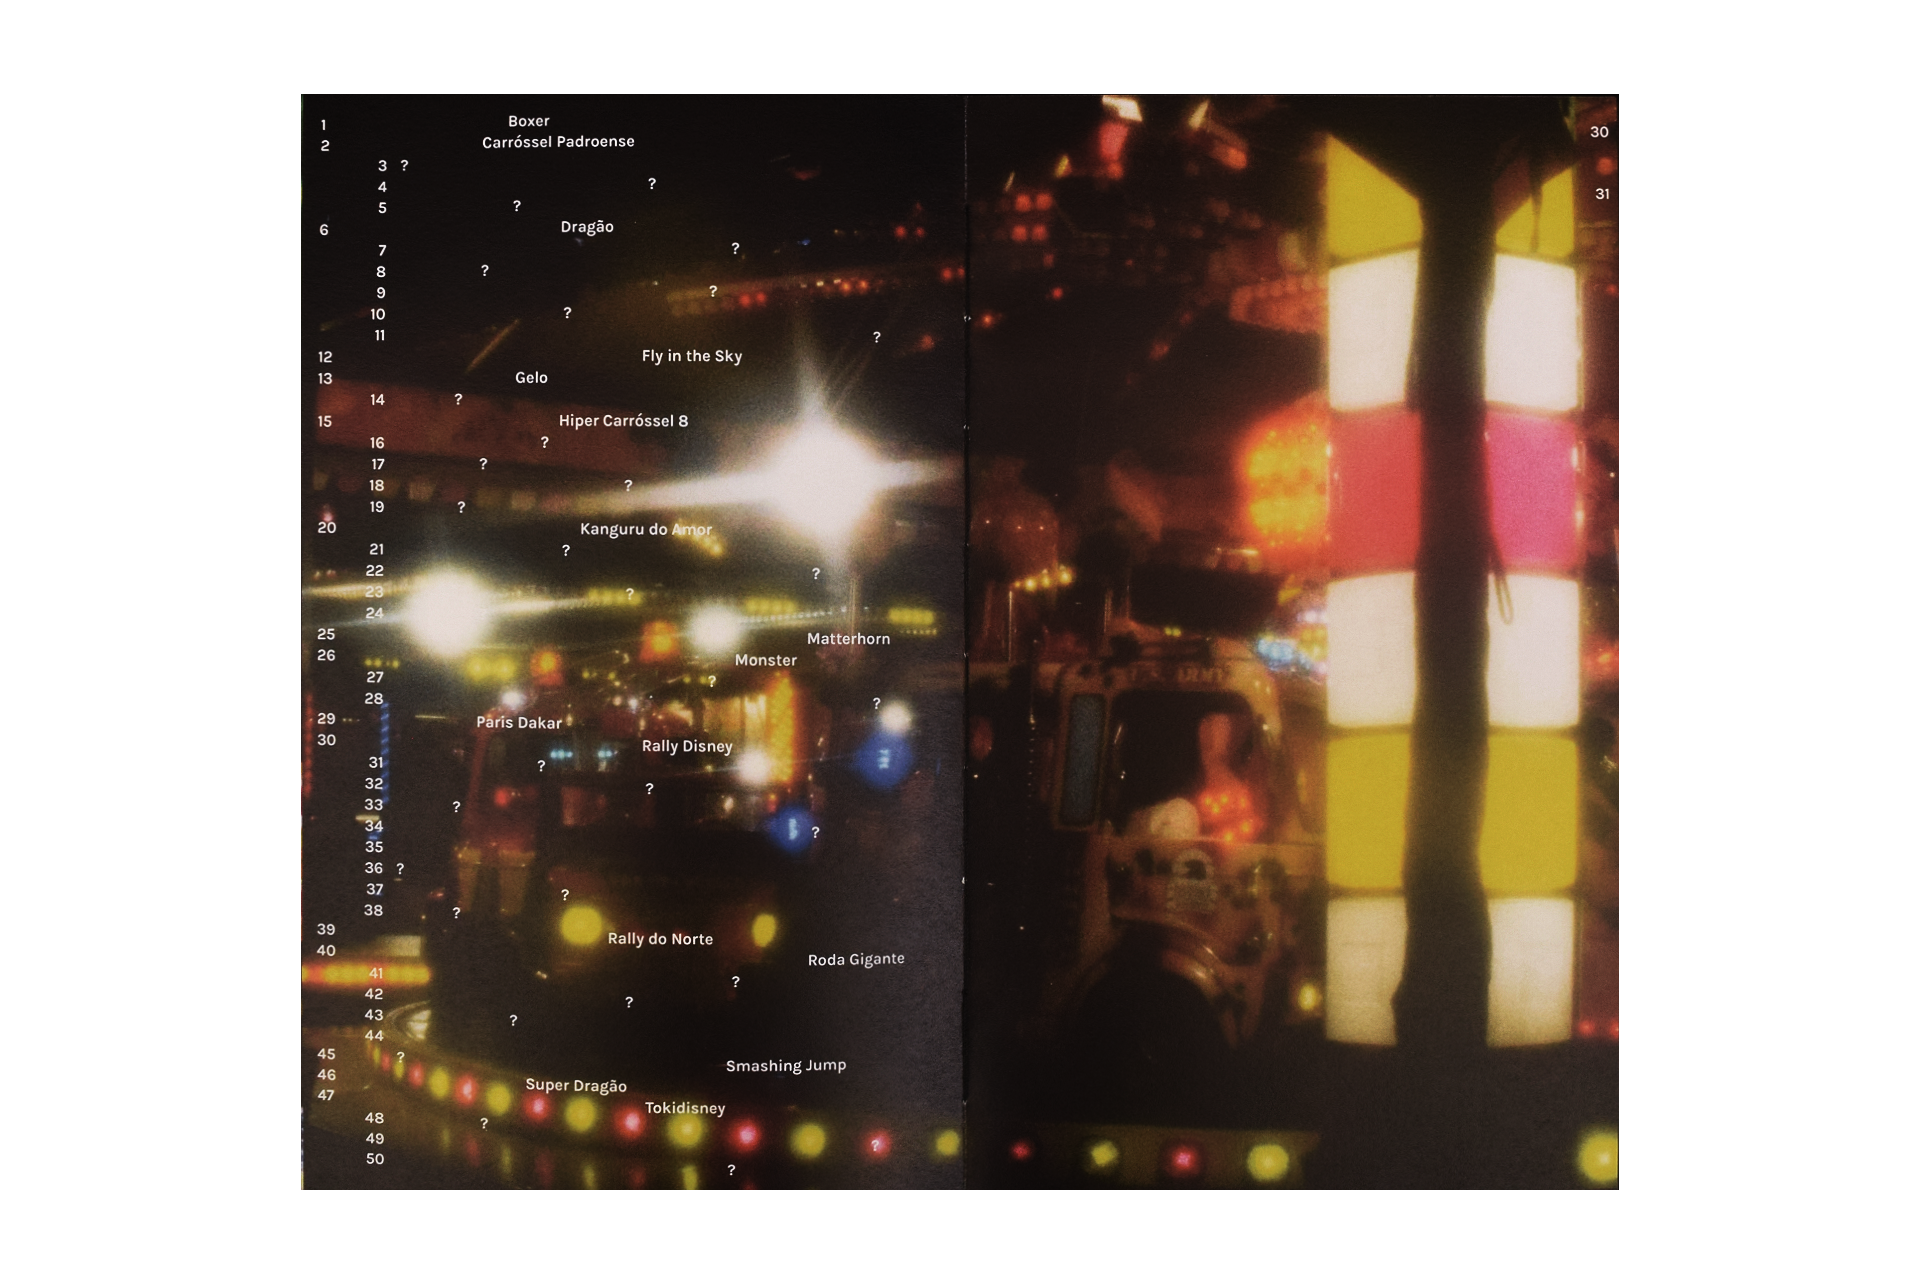 1 Boxer
2 Carróssel Padroense
3 ?
4 ?
5 ?
6 Dragão
7 ?
8 ?
9 ?
10 ?
11 ?
12 Fly in the Sky
13 Gelo
14 ?
15 Hiper Carróssel 8
16 ?
17 ?
18 ?
19 ?
20 Kanguru do Amor
21 ?
22 ?
23 ?
24
25 Matterhorn
26 Monster
27 ?
28 ?
29 Paris Dakar
30 Rally Disney
31 ?
32 ?
33 ?
34 ?
35
36 ?
37 ?
38 ?
39 Rally do Norte
40 Roda Gigante
41 ?
42 ?
43 ?
44
45 ? Smashing Jump
46 Super Dragão
47 Tokidisney
48 ?
49 ?
50 ?
30
31